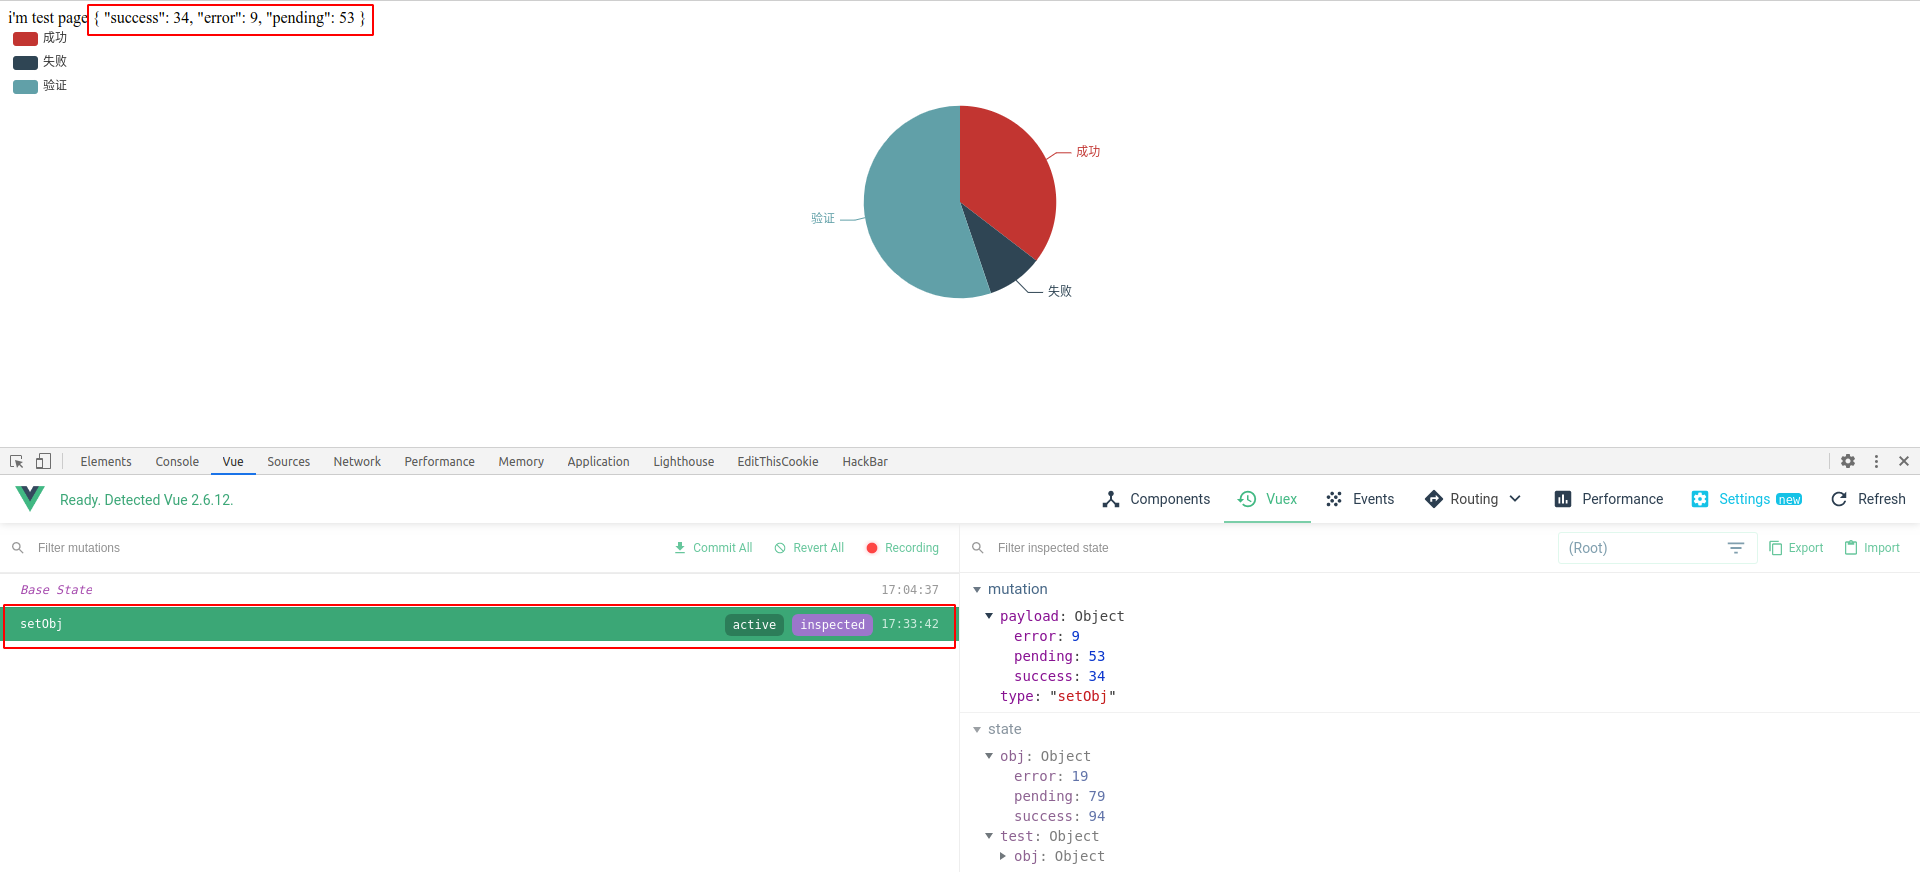 i'm test page { "success": 34, "error": 9, "pending": 53 }
成功
失败
验证
成功
验证
失败
Elements Console Vue Sources Network Performance Memory Application Lighthouse EditThisCookie HackBar
Ready. Detected Vue 2.6.12.
Components Vuex Events Routing Performance Settings new Refresh
Filter mutations Commit All Revert All Recording
Base State 17:04:37
setObj active inspected 17:33:42
Filter inspected state (Root) Export Import
mutation
payload: Object
error: 9
pending: 53
success: 34
type: "setObj"
state
obj: Object
error: 19
pending: 79
success: 94
test: Object
obj: Object